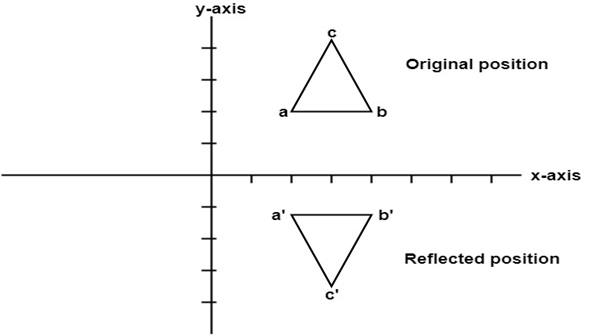 y-axis
c
Original position
a
b
x-axis
a'
b'
Reflected position
c'